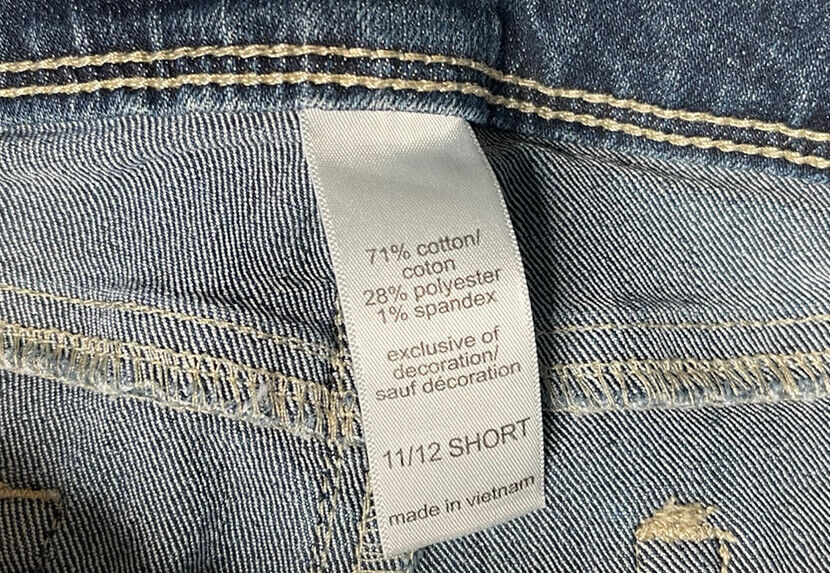 71% cotton/
coton
28% polyester
1% spandex
exclusive of
decoration/
sauf décoration
11/12 SHORT
made in vietnam